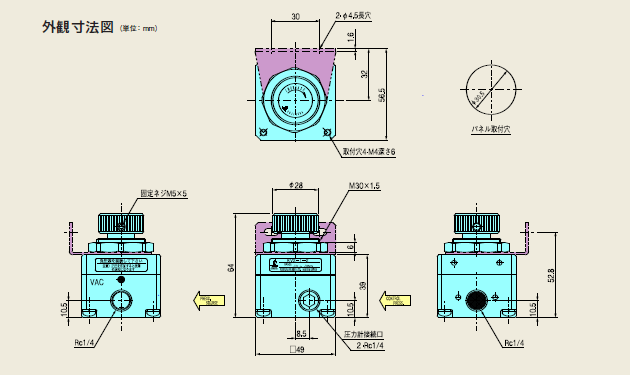 外観寸法図 (単位:mm)
30
2-φ4.5長穴
1.6
32
56.5
取付穴4-M4深さ6
φ30.5
パネル取付穴
固定ネジM5×5
VAC
10.5
Rc1/4
φ28
M30×1.5
64
6
39
10.5
8.5
□49
圧力計接続口
2-Rc1/4
52.8
10.5
Rc1/4